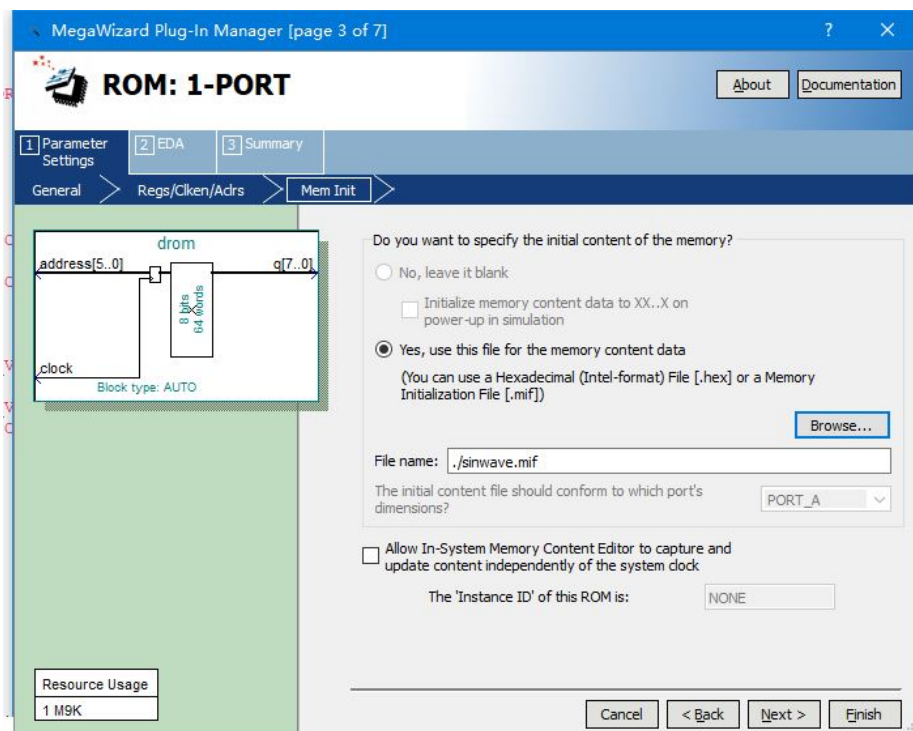 MegaWizard Plug-In Manager [page 3 of 7]
?
ROM: 1-PORT
About
Documentation
1 Parameter Settings
2 EDA
3 Summary
General
Regs/Clken/Aclrs
Mem Init
drom
address[5..0]
q[7..0]
8 bits
64 words
clock
Block type: AUTO
Do you want to specify the initial content of the memory?
No, leave it blank
Initialize memory content data to XX..X on
power-up in simulation
Yes, use this file for the memory content data
(You can use a Hexadecimal (Intel-format) File [.hex] or a Memory
Initialization File [.mif])
Browse...
File name:
./sinwave.mif
The initial content file should conform to which port's
dimensions?
PORT_A
Allow In-System Memory Content Editor to capture and
update content independently of the system clock
The 'Instance ID' of this ROM is:
NONE
Resource Usage
1 M9K
Cancel
< Back
Next >
Finish